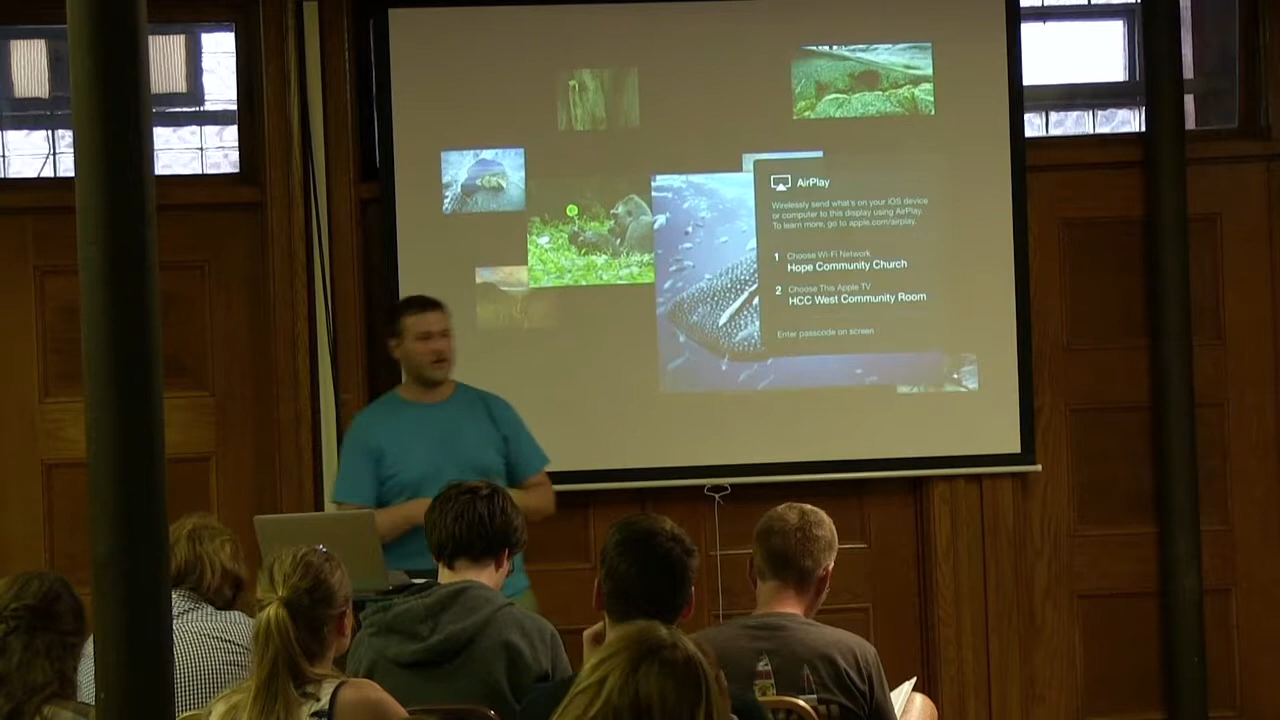 AirPlay
Wirelessly send what's on your iOS device
or computer to this display using AirPlay.
To learn more, go to apple.com/airplay.
1 Choose Wi-Fi Network
Hope Community Church
2 Choose This Apple TV
HCC West Community Room
Enter passcode on screen